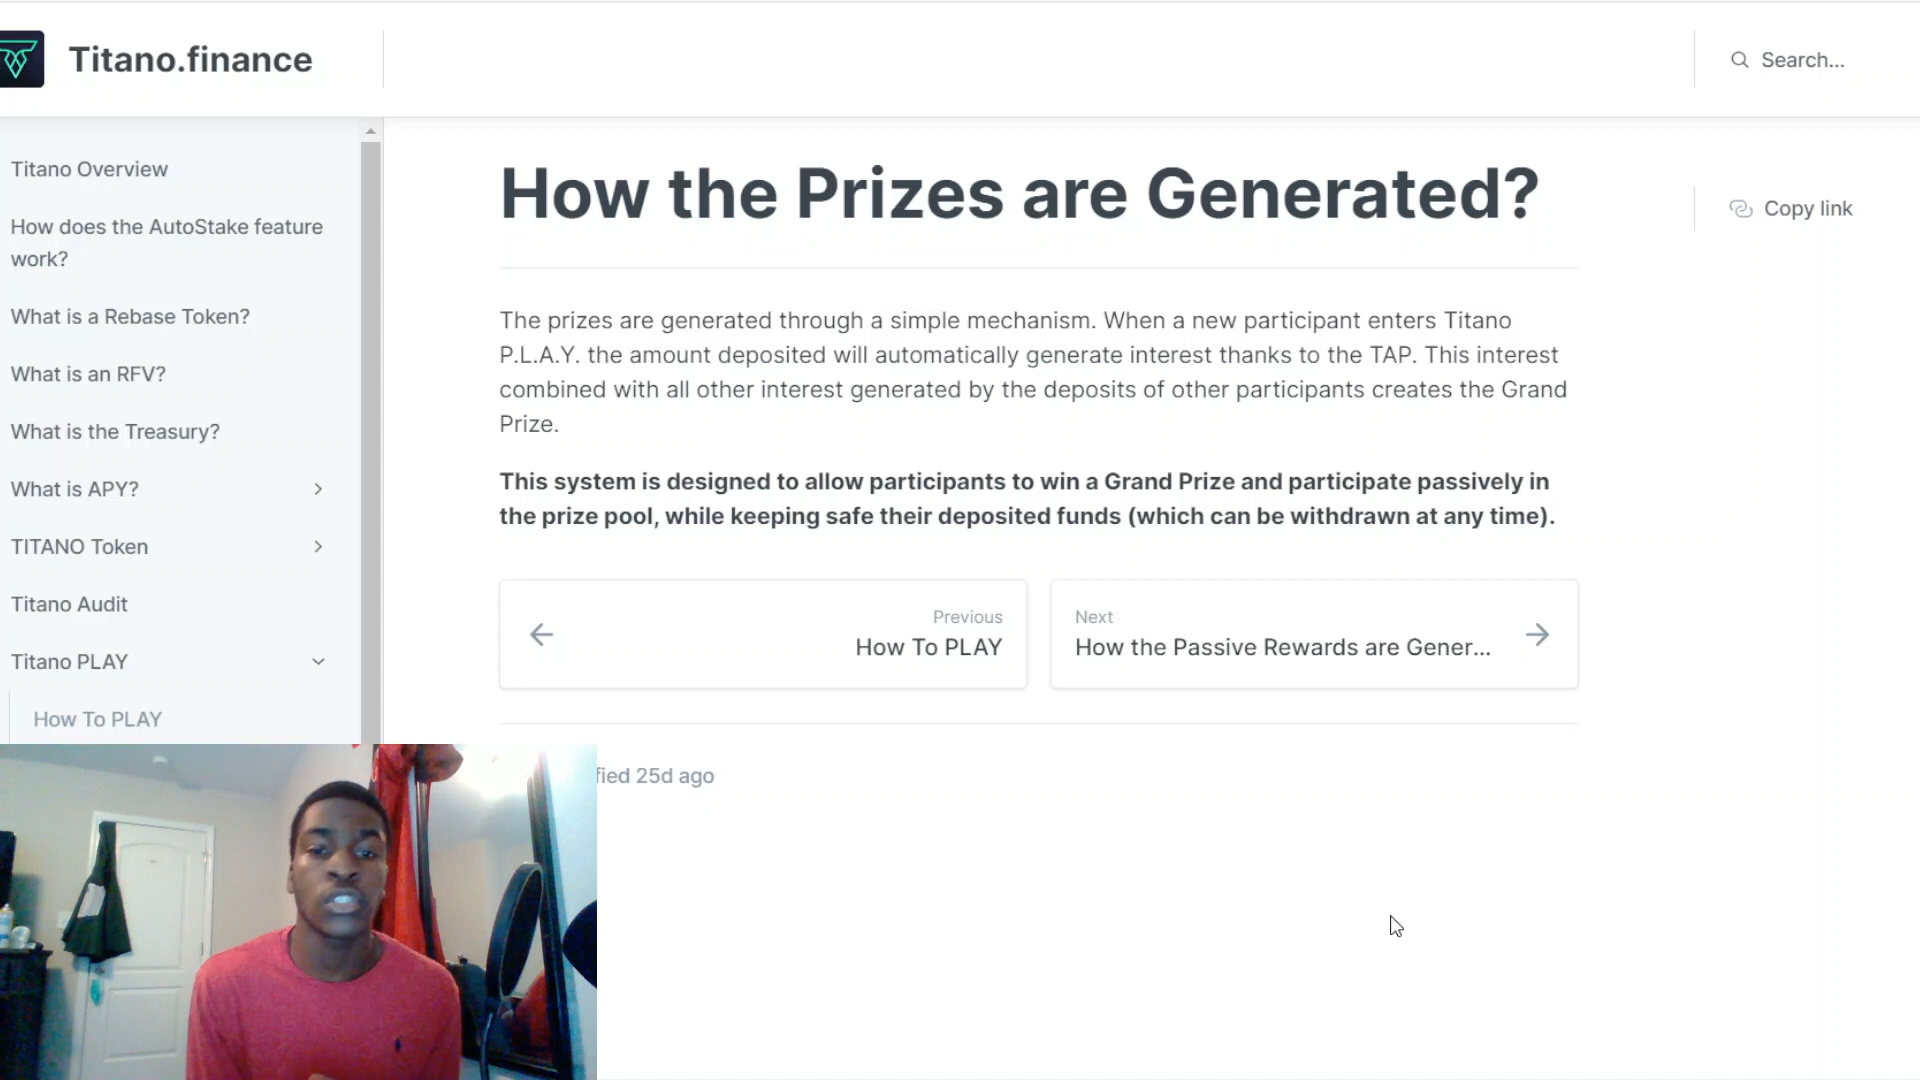 Titano.finance
Search...
Titano Overview
How does the AutoStake feature
work?
What is a Rebase Token?
What is an RFV?
What is the Treasury?
What is APY?
TITANO Token
Titano Audit
Titano PLAY
How To PLAY
How the Prizes are Generated?
Copy link
The prizes are generated through a simple mechanism. When a new participant enters Titano
P.L.A.Y. the amount deposited will automatically generate interest thanks to the TAP. This interest
combined with all other interest generated by the deposits of other participants creates the Grand
Prize.
This system is designed to allow participants to win a Grand Prize and participate passively in
the prize pool, while keeping safe their deposited funds (which can be withdrawn at any time).
Previous
How To PLAY
Next
How the Passive Rewards are Gener...
fied 25d ago